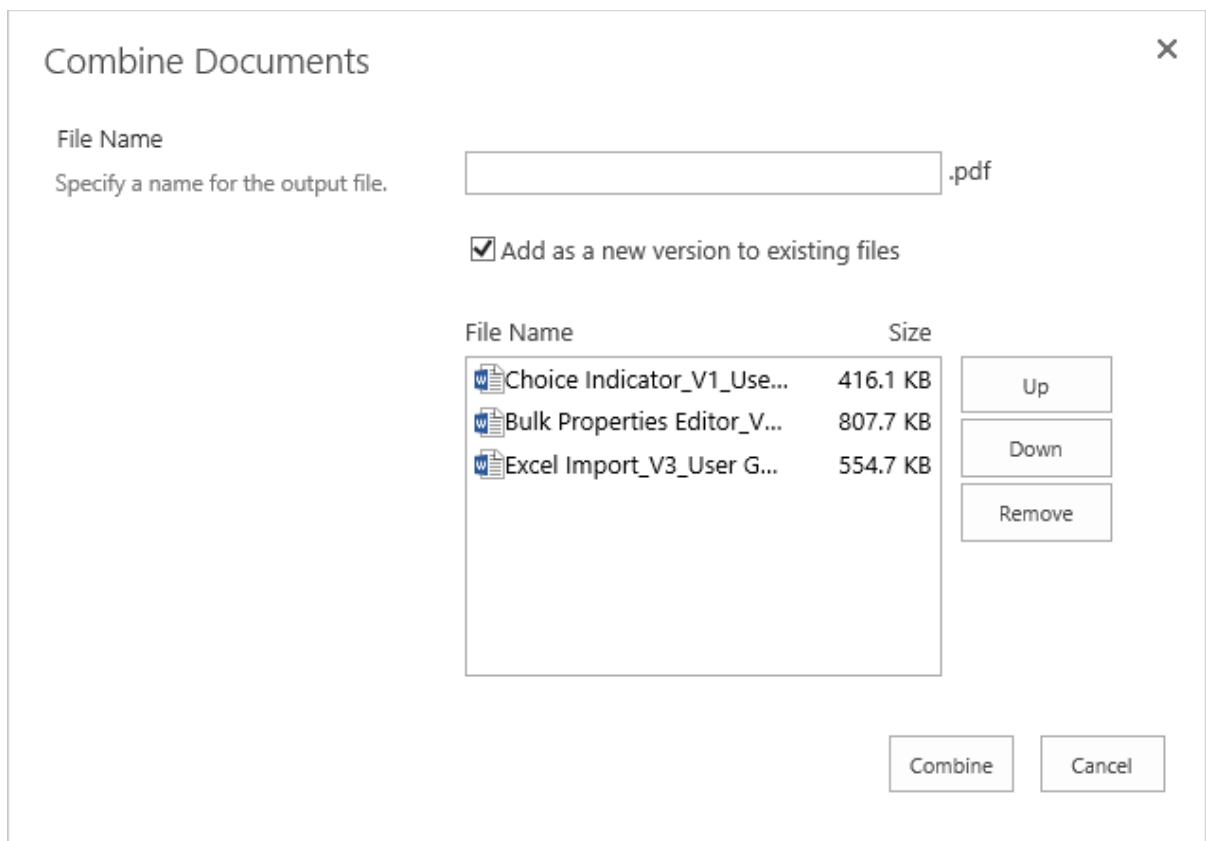 Combine Documents
File Name
Specify a name for the output file.
.pdf
Add as a new version to existing files
File Name Size
Choice Indicator_V1_Use... 416.1 KB
Bulk Properties Editor_V... 807.7 KB
Excel Import_V3_User G... 554.7 KB
Up
Down
Remove
Combine Cancel